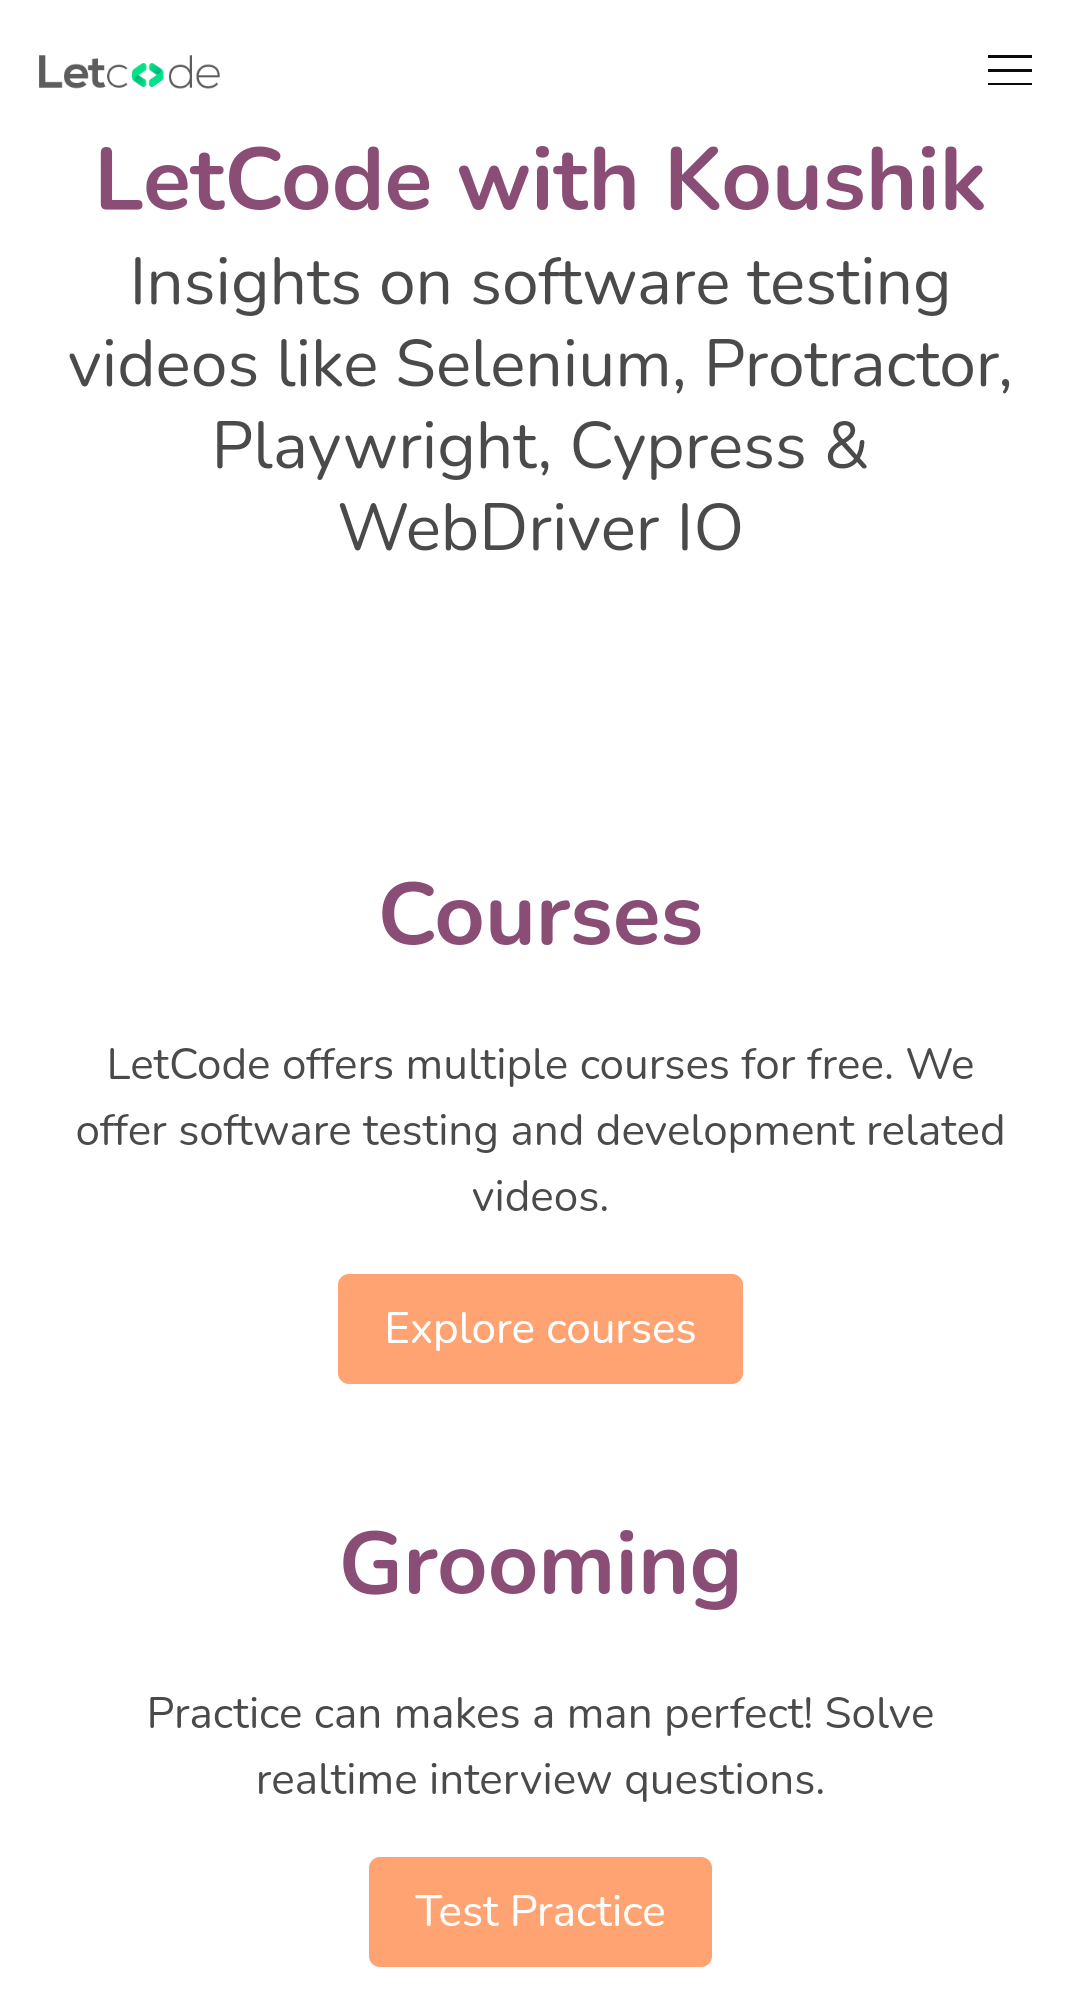 Letcode
LetCode with Koushik
Insights on software testing
videos like Selenium, Protractor,
Playwright, Cypress &
WebDriver IO
Courses
LetCode offers multiple courses for free. We
offer software testing and development related
videos.
Explore courses
Grooming
Practice can makes a man perfect! Solve
realtime interview questions.
Test Practice